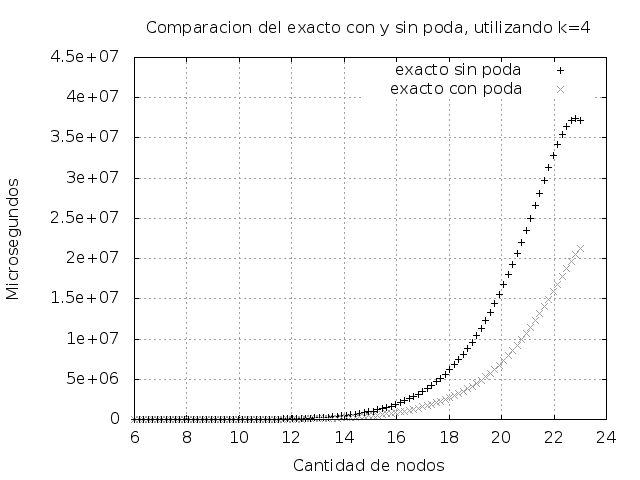 Comparacion del exacto con y sin poda, utilizando k=4
4.5e+07
exacto sin poda
4e+07
exacto con poda
3.5e+07
3e+07
2.5e+07
Microsegundos
2e+07
1.5e+07
1e+07
5e+06
0
6 8 10 12 14 16 18 20 22 24
Cantidad de nodos